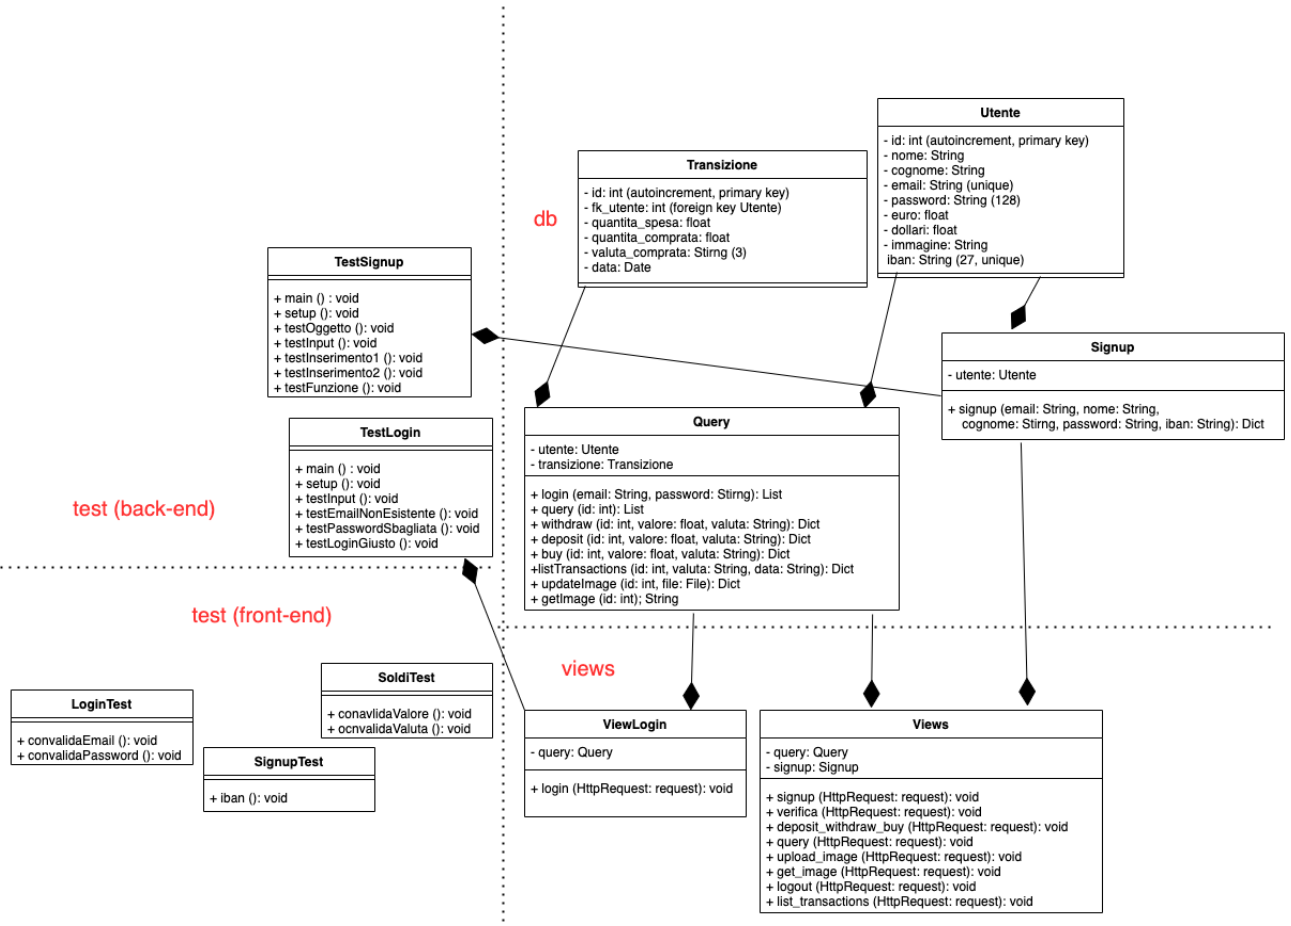 Utente
- id: int (autoincrement, primary key)
- nome: String
- cognome: String
- email: String (unique)
- password: String (128)
- euro: float
- dollari: float
- immagine: String
iban: String (27, unique)
Transizione
- id: int (autoincrement, primary key)
- fk_utente: int (foreign key Utente)
- quantita_spesa: float
- quantita_comprata: float
- valuta_comprata: Stirng (3)
- data: Date
db
TestSignup
+ main () : void
+ setup (): void
+ testOggetto (): void
+ testInput (): void
+ testInserimento1 (): void
+ testInserimento2 (): void
+ testFunzione (): void
Signup
- utente: Utente
+ signup (email: String, nome: String,
cognome: Stirng, password: String, iban: String): Dict
TestLogin
+ main () : void
+ setup (): void
+ testInput (): void
+ testEmailNonEsistente (): void
+ testPasswordSbagliata (): void
+ testLoginGiusto (): void
test (back-end)
Query
- utente: Utente
- transizione: Transizione
+ login (email: String, password: Stirng): List
+ query (id: int): List
+ withdraw (id: int, valore: float, valuta: String): Dict
+ deposit (id: int, valore: float, valuta: String): Dict
+ buy (id: int, valore: float, valuta: String): Dict
+listTransactions (id: int, valuta: String, data: String): Dict
+ updateImage (id: int, file: File): Dict
+ getImage (id: int); String
test (front-end)
views
SoldiTest
+ conavlidaValore (): void
+ ocnvalidaValuta (): void
LoginTest
+ convalidaEmail (): void
+ convalidaPassword (): void
SignupTest
+ iban (): void
ViewLogin
- query: Query
+ login (HttpRequest: request): void
Views
- query: Query
- signup: Signup
+ signup (HttpRequest: request): void
+ verifica (HttpRequest: request): void
+ deposit_withdraw_buy (HttpRequest: request): void
+ query (HttpRequest: request): void
+ upload_image (HttpRequest: request): void
+ get_image (HttpRequest: request): void
+ logout (HttpRequest: request): void
+ list_transactions (HttpRequest: request): void